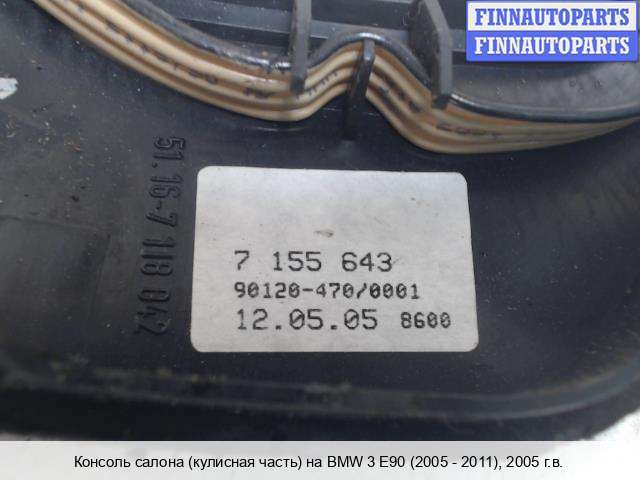 FINNAUTOPARTS
FINNAUTOPARTS
51.16-7 118 042
7 155 643
90120-470/0001
12.05.05 8600
Консоль салона (кулисная часть) на BMW 3 E90 (2005 - 2011), 2005 г.в.